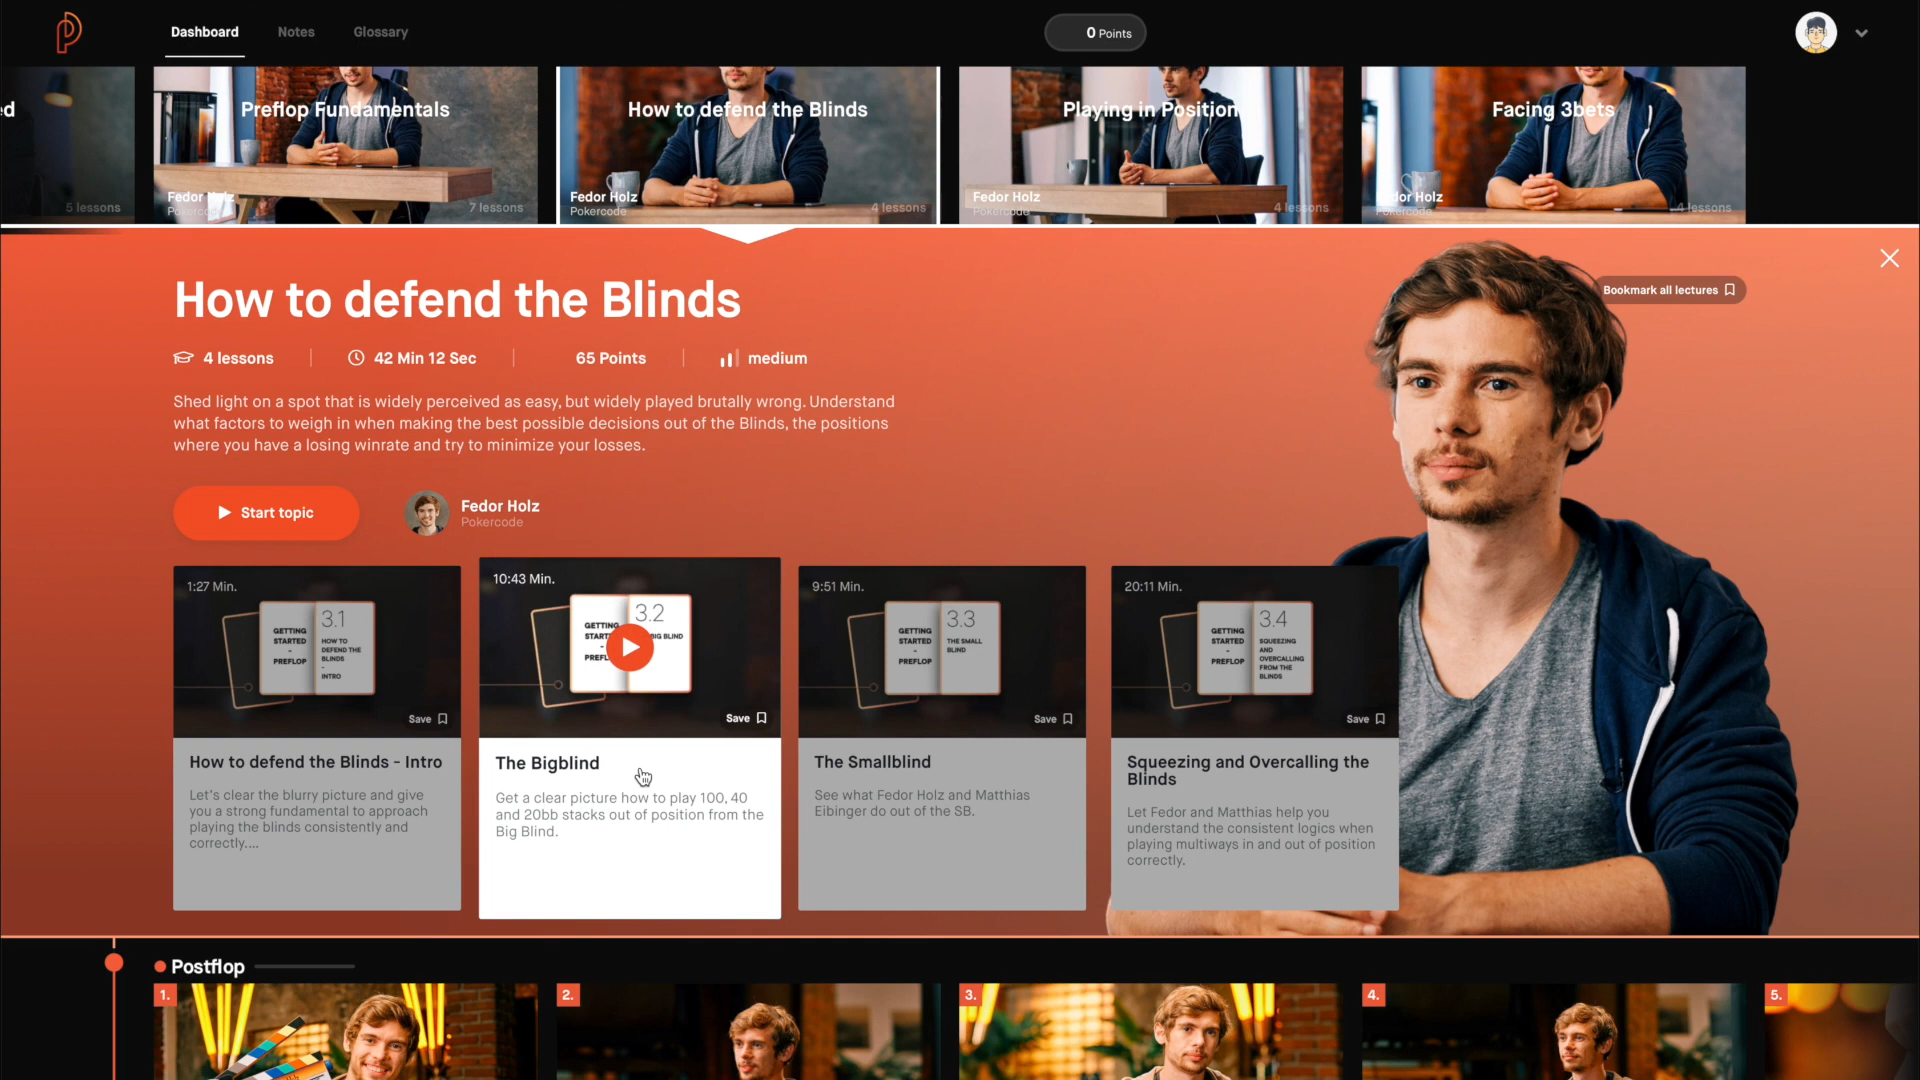 Dashboard
Notes
Glossary
0 Points
ed
5 lessons
Preflop Fundamentals
Fedor Holz
Pokercode
7 lessons
How to defend the Blinds
Fedor Holz
Pokercode
4 lessons
Playing in Position
Fedor Holz
Pokercode
4 lessons
Facing 3bets
Fedor Holz
Pokercode
4 lessons
How to defend the Blinds
Bookmark all lectures
4 lessons
42 Min 12 Sec
65 Points
medium
Shed light on a spot that is widely perceived as easy, but widely played brutally wrong. Understand
what factors to weigh in when making the best possible decisions out of the Blinds, the positions
where you have a losing winrate and try to minimize your losses.
Start topic
Fedor Holz
Pokercode
1:27 Min.
GETTING
STARTED
-
PREFLOP
3.1
HOW TO
DEFEND THE
BLINDS
-
INTRO
Save
How to defend the Blinds - Intro
Let's clear the blurry picture and give
you a strong fundamental to approach
playing the blinds consistently and
correctly....
10:43 Min.
GETTING
START
PREFL
3.2
BIG BLIND
Save
The Bigblind
Get a clear picture how to play 100, 40
and 20bb stacks out of position from the
Big Blind.
9:51 Min.
GETTING
STARTED
-
PREFLOP
3.3
THE SMALL
BLIND
Save
The Smallblind
See what Fedor Holz and Matthias
Eibinger do out of the SB.
20:11 Min.
GETTING
STARTED
-
PREFLOP
3.4
SQUEEZING
AND
OVERCALLING
FROM THE
BLINDS
Save
Squeezing and Overcalling the
Blinds
Let Fedor and Matthias help you
understand the consistent logics when
playing multiways in and out of position
correctly.
Postflop
1.
2.
3.
4.
5.